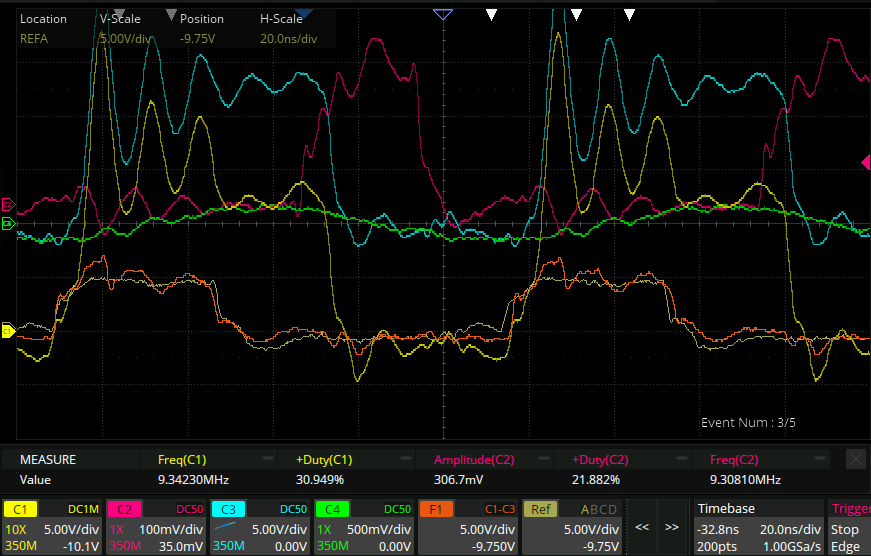 Location V-Scale Position H-Scale
REFA 5.00V/div -9.75V 20.0ns/div
C1
Event Num : 3/5
MEASURE Freq(C1) +Duty(C1) Amplitude(C2) +Duty(C2) Freq(C2)
Value 9.34230MHz 30.949% 306.7mV 21.882% 9.30810MHz
C1 DC1M C2 DC50 C3 DC50 C4 DC50 F1 C1-C3 Ref ABCD Timebase Trigger
10X 5.00V/div 1X 100mV/div 5.00V/div 1X 500mV/div 5.00V/div 5.00V/div << >> -32.8ns 20.0ns/div Stop
350M -10.1V 350M 35.0mV 350M 0.00V 350M 0.00V -9.750V -9.75V 200pts 1.00GSa/s Edge